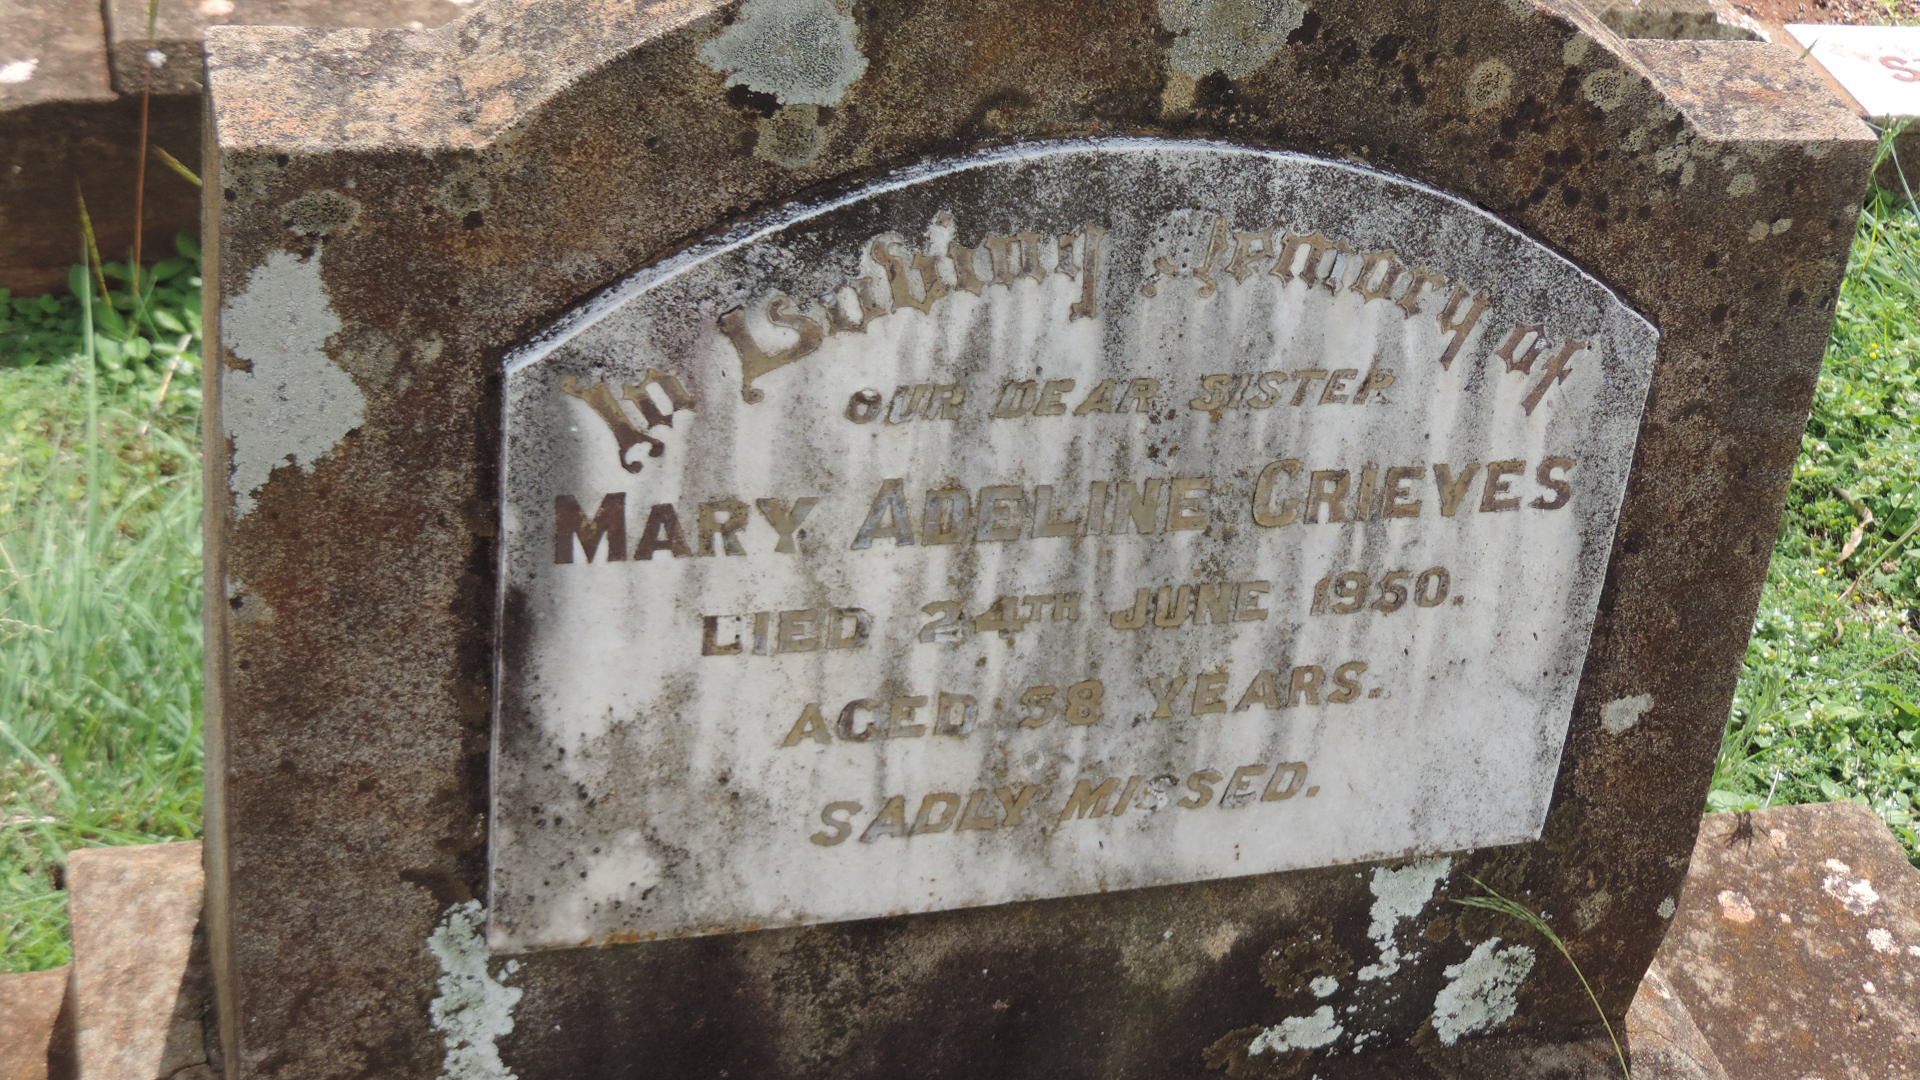 In Loving Memory of
OUR DEAR SISTER
MARY ADELINE GRIEVES
DIED 24TH JUNE 1950.
AGED 58 YEARS.
SADLY MISSED.